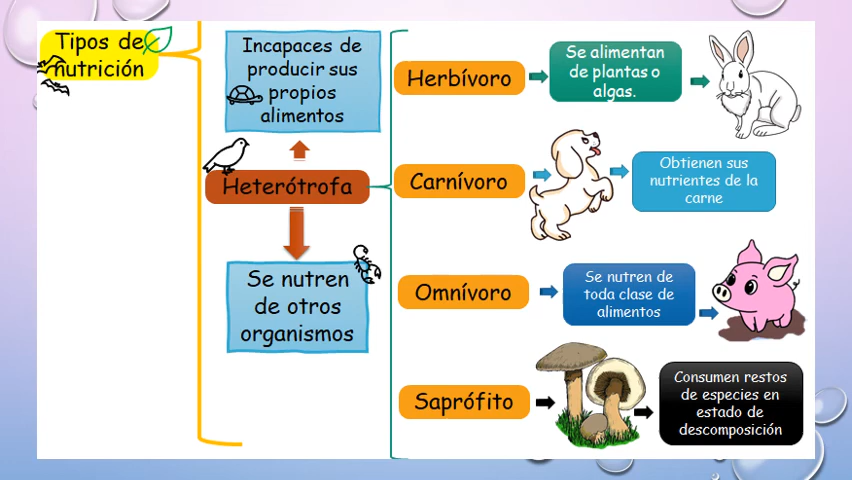 Tipos de
nutrición
Incapaces de
producir sus
propios
alimentos
Heterótrofa
Se nutren
de otros
organismos
Herbívoro
Se alimentan
de plantas o
algas.
Carnívoro
Obtienen sus
nutrientes de la
carne
Omnívoro
Se nutren de
toda clase de
alimentos
Saprófito
Consumen restos
de especies en
estado de
descomposición